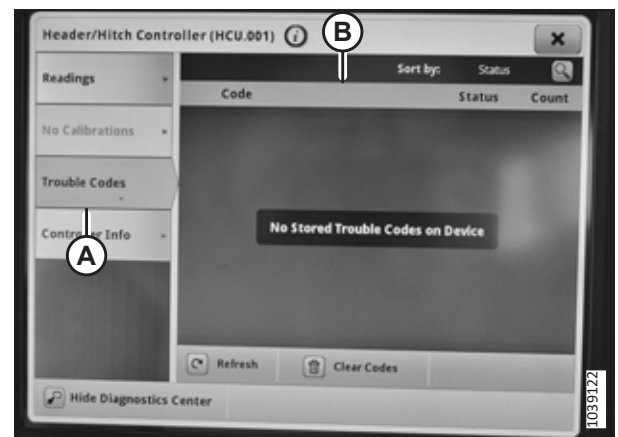 Header/Hitch Controller (HCU.001)
B
Readings
Sort by: Status
Code Status Count
No Calibrations
Trouble Codes
No Stored Trouble Codes on Device
Controller Info
A
Refresh Clear Codes
Hide Diagnostics Center
1039122